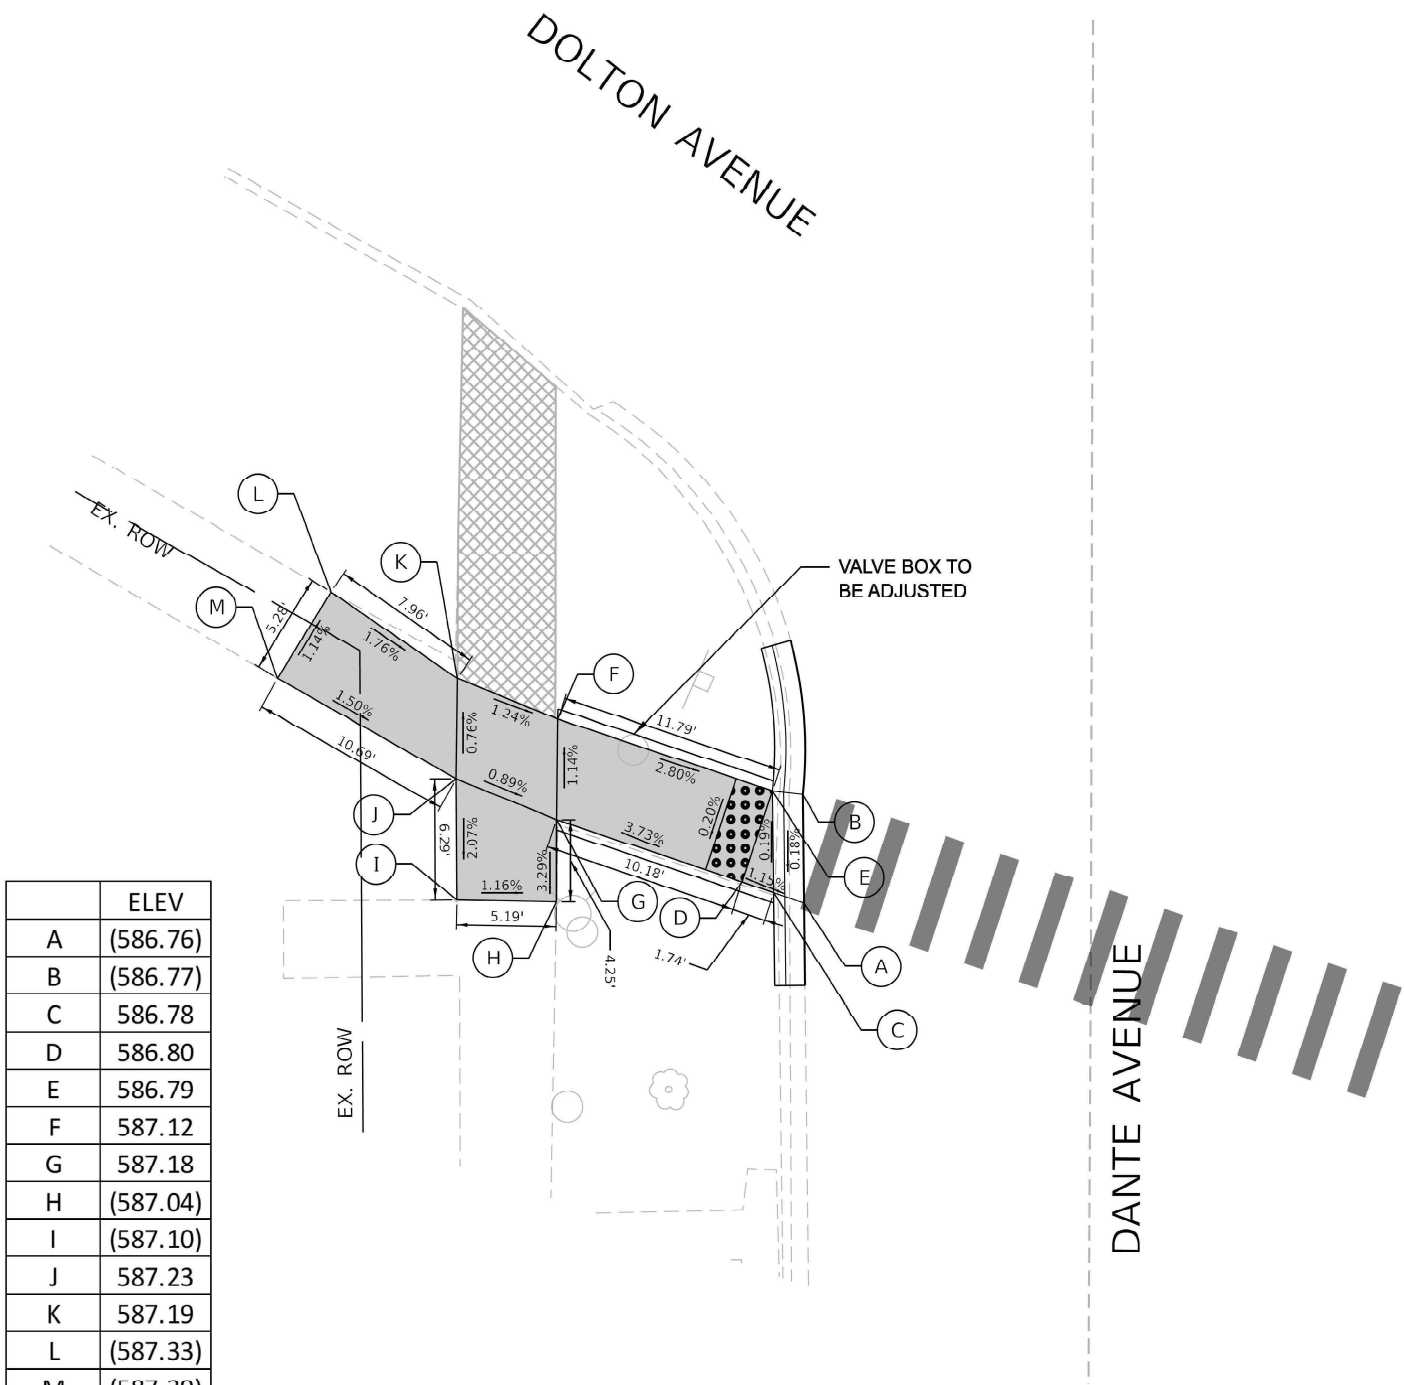 DOLTON AVENUE
L
EX. ROW
K
VALVE BOX TO
BE ADJUSTED
M
5.28'
1.14%
7.96'
1.76%
F
1.50%
10.69'
0.76%
1.24%
1.14%
11.79'
2.80%
0.89%
J
B
0.20%
0.19%
0.18%
3.73%
6.29'
2.07%
I
3.29%
10.18'
1.15%
E
1.16%
5.19'
G
D
H
4.25'
1.74'
A
C
EX. ROW
DANTE AVENUE
ELEV
A (586.76)
B (586.77)
C 586.78
D 586.80
E 586.79
F 587.12
G 587.18
H (587.04)
I (587.10)
J 587.23
K 587.19
L (587.33)
M